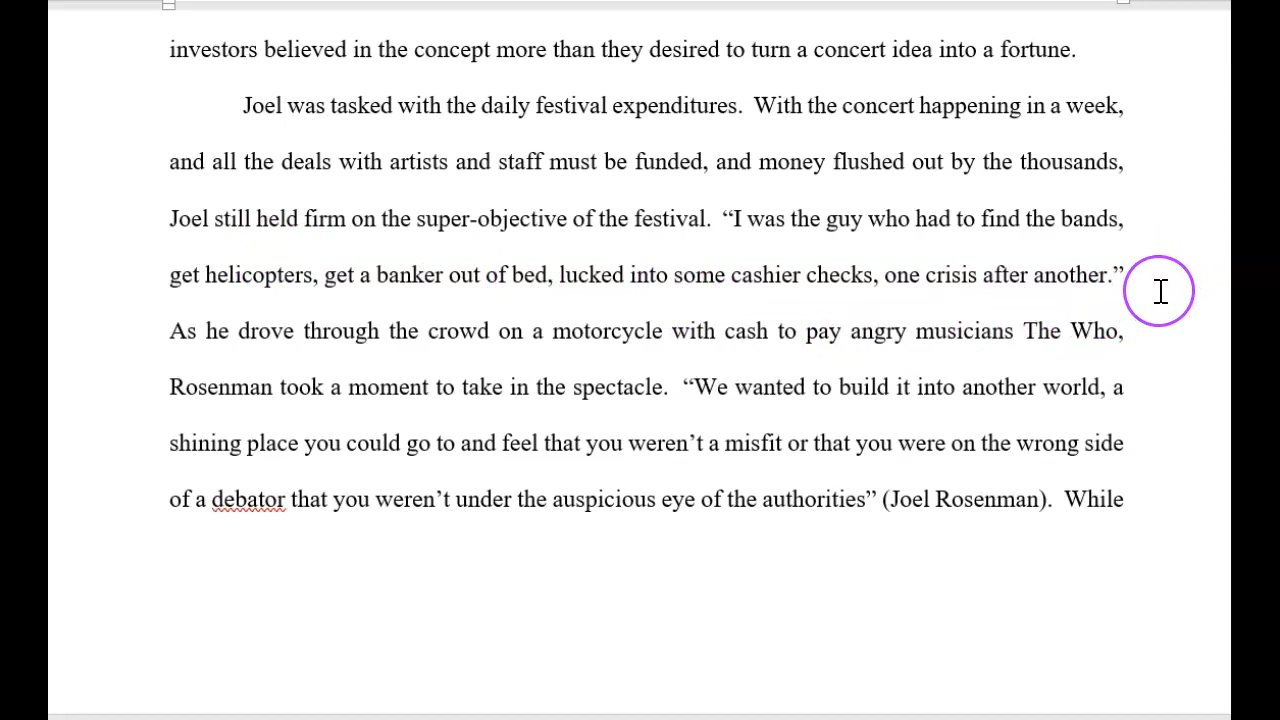 investors believed in the concept more than they desired to turn a concert idea into a fortune.
Joel was tasked with the daily festival expenditures.  With the concert happening in a week,
and all the deals with artists and staff must be funded, and money flushed out by the thousands,
Joel still held firm on the super-objective of the festival.  “I was the guy who had to find the bands,
get helicopters, get a banker out of bed, lucked into some cashier checks, one crisis after another.”
As he drove through the crowd on a motorcycle with cash to pay angry musicians The Who,
Rosenman took a moment to take in the spectacle.  “We wanted to build it into another world, a
shining place you could go to and feel that you weren’t a misfit or that you were on the wrong side
of a debator that you weren’t under the auspicious eye of the authorities” (Joel Rosenman).  While